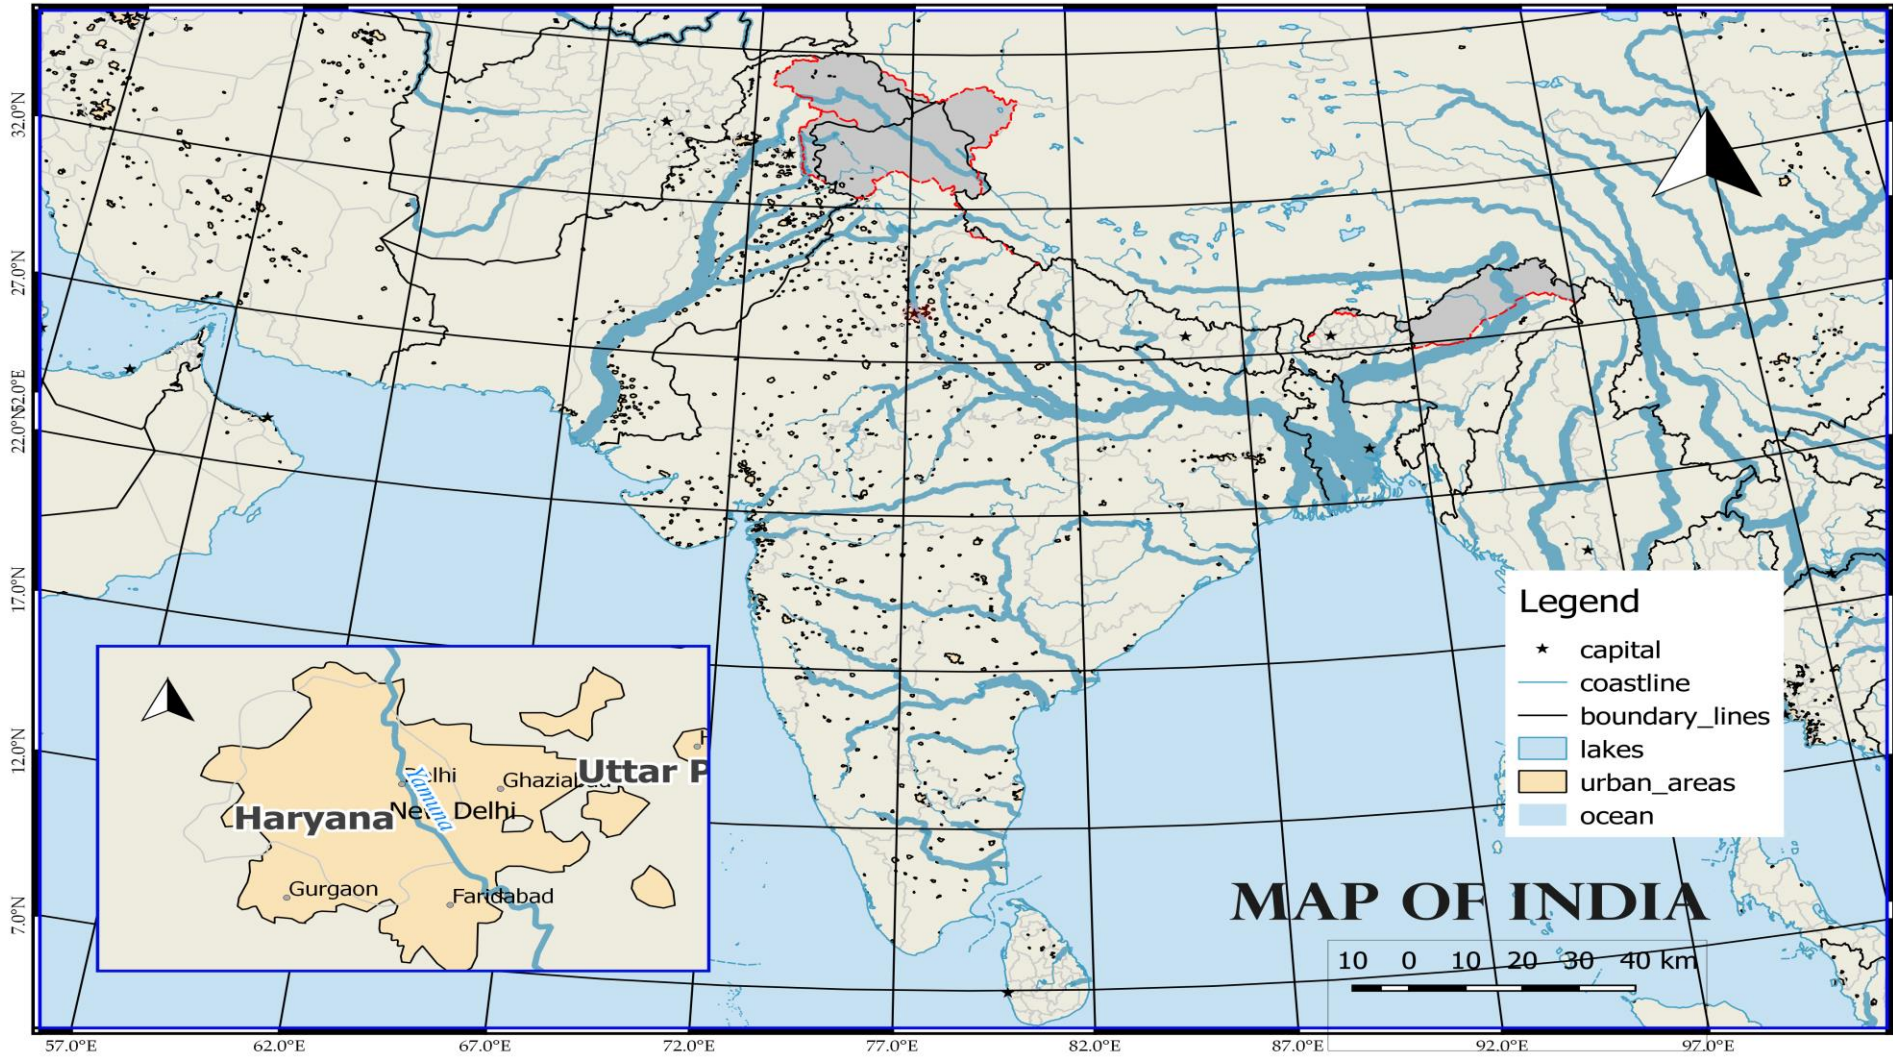 32.0°N
27.0°N
22.0°N
17.0°N
12.0°N
7.0°N
57.0°E
62.0°E
67.0°E
72.0°E
77.0°E
82.0°E
87.0°E
92.0°E
97.0°E
Legend
capital
coastline
boundary_lines
lakes
urban_areas
ocean
MAP OF INDIA
10 0 10 20 30 40 km
Uttar P
Haryana
New Delhi
Yamuna
Gurgaon
Faridabad